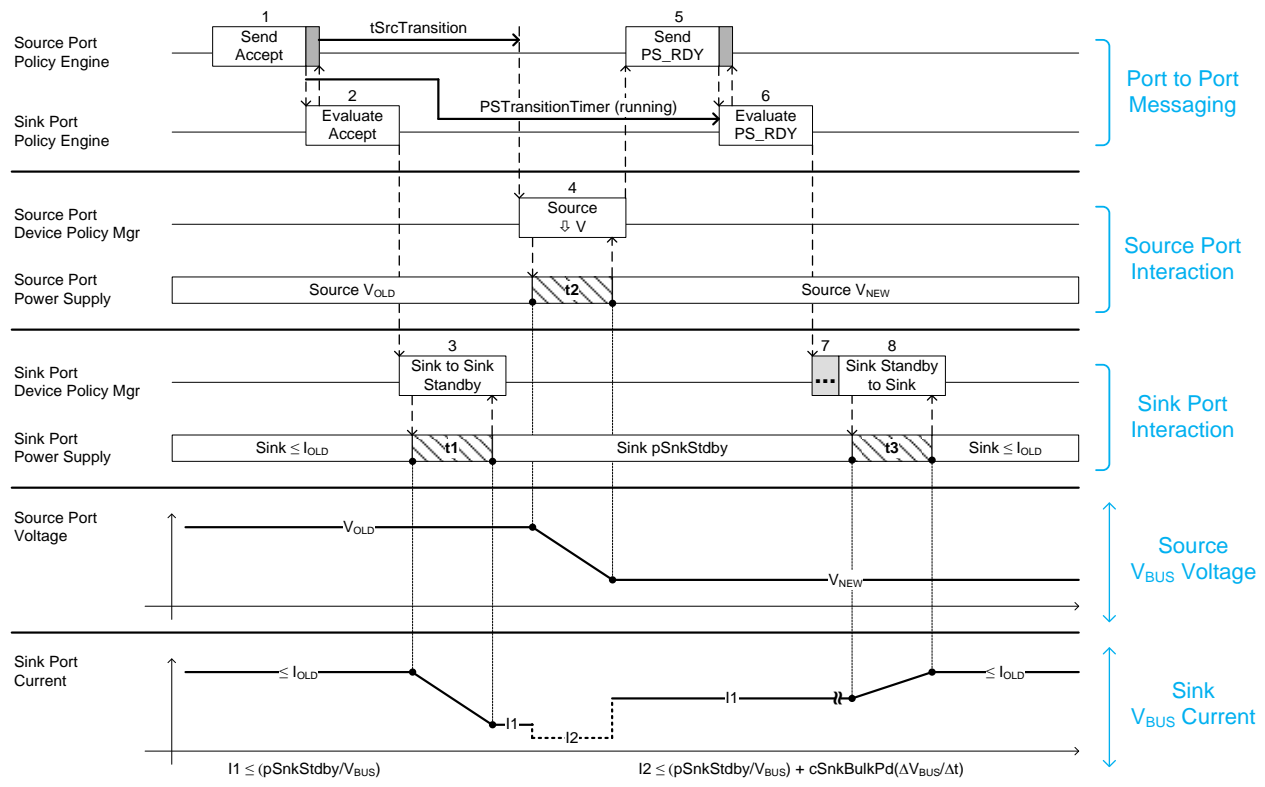 1
Send
Accept
tSrcTransition
5
Send
PS_RDY
Source Port
Policy Engine
Port to Port
Messaging
2
Evaluate
Accept
PSTransitionTimer (running)
6
Evaluate
PS_RDY
Sink Port
Policy Engine
4
Source
⇩ V
Source Port
Device Policy Mgr
Source Port
Interaction
Source Port
Power Supply
Source VOLD
t2
Source VNEW
3
Sink to Sink
Standby
7
...
8
Sink Standby
to Sink
Sink Port
Device Policy Mgr
Sink Port
Interaction
Sink Port
Power Supply
Sink ≤ IOLD
t1
Sink pSnkStdby
t3
Sink ≤ IOLD
Source Port
Voltage
VOLD
VNEW
Source
VBUS Voltage
Sink Port
Current
≤ IOLD
I1
I2
I1
≤ IOLD
Sink
VBUS Current
I1 ≤ (pSnkStdby/VBUS)
I2 ≤ (pSnkStdby/VBUS) + cSnkBulkPd(ΔVBUS/Δt)